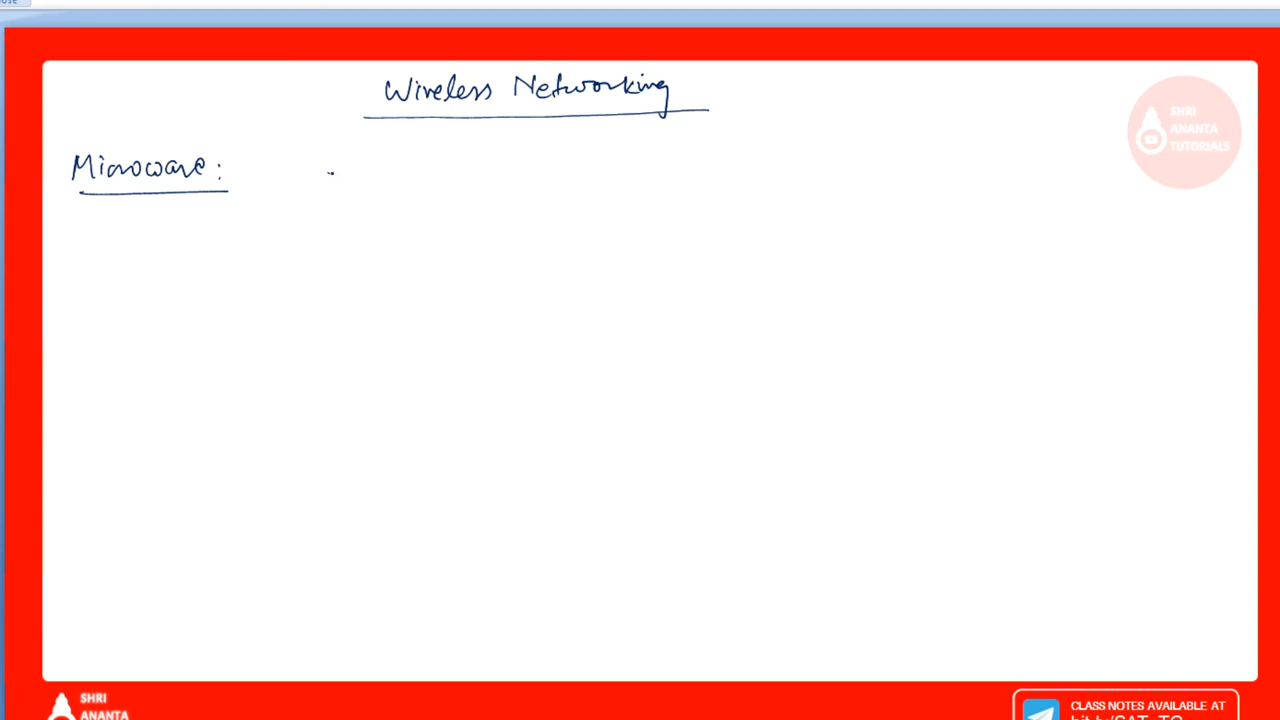 Wireless Networking
SHRI
ANANTA
TUTORIALS
Microwave:
SHRI
ANANTA
CLASS NOTES AVAILABLE AT